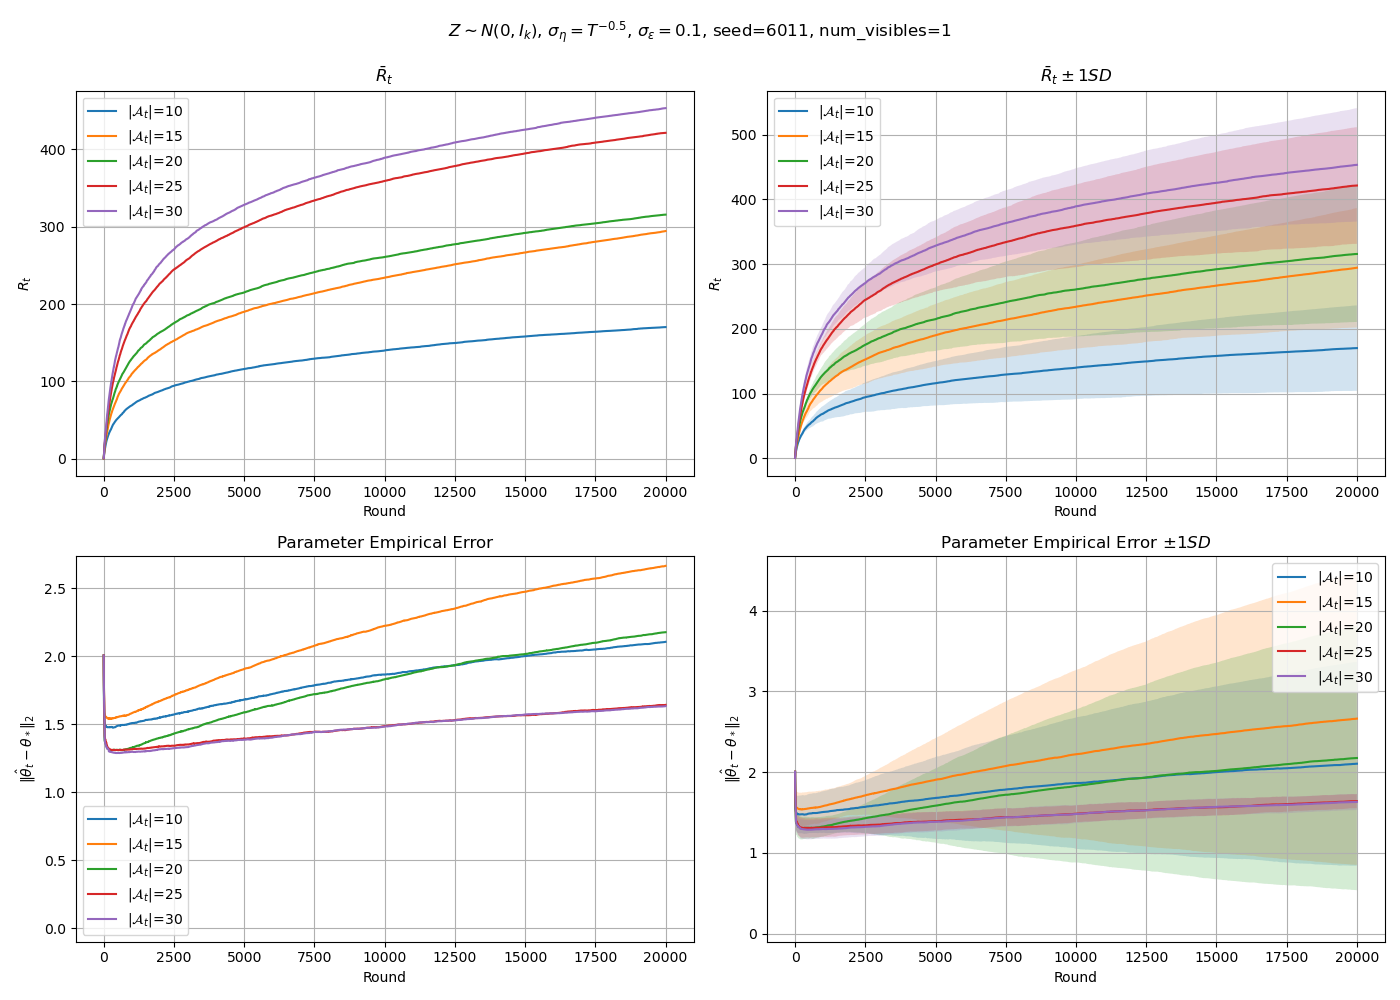 Z ∼ N(0, I_k), σ_η = T^{−0.5}, σ_ε = 0.1, seed=6011, num_visibles=1
R̄_t
400
300
200
100
0
R_t
|𝒜_t|=10
|𝒜_t|=15
|𝒜_t|=20
|𝒜_t|=25
|𝒜_t|=30
0 2500 5000 7500 10000 12500 15000 17500 20000
Round
R̄_t ± 1SD
500
400
300
200
100
0
R_t
|𝒜_t|=10
|𝒜_t|=15
|𝒜_t|=20
|𝒜_t|=25
|𝒜_t|=30
0 2500 5000 7500 10000 12500 15000 17500 20000
Round
Parameter Empirical Error
2.5
2.0
1.5
1.0
0.5
0.0
‖θ̂_t − θ_*‖_2
|𝒜_t|=10
|𝒜_t|=15
|𝒜_t|=20
|𝒜_t|=25
|𝒜_t|=30
0 2500 5000 7500 10000 12500 15000 17500 20000
Round
Parameter Empirical Error ±1SD
4
3
2
1
0
‖θ̂_t − θ_*‖_2
|𝒜_t|=10
|𝒜_t|=15
|𝒜_t|=20
|𝒜_t|=25
|𝒜_t|=30
0 2500 5000 7500 10000 12500 15000 17500 20000
Round